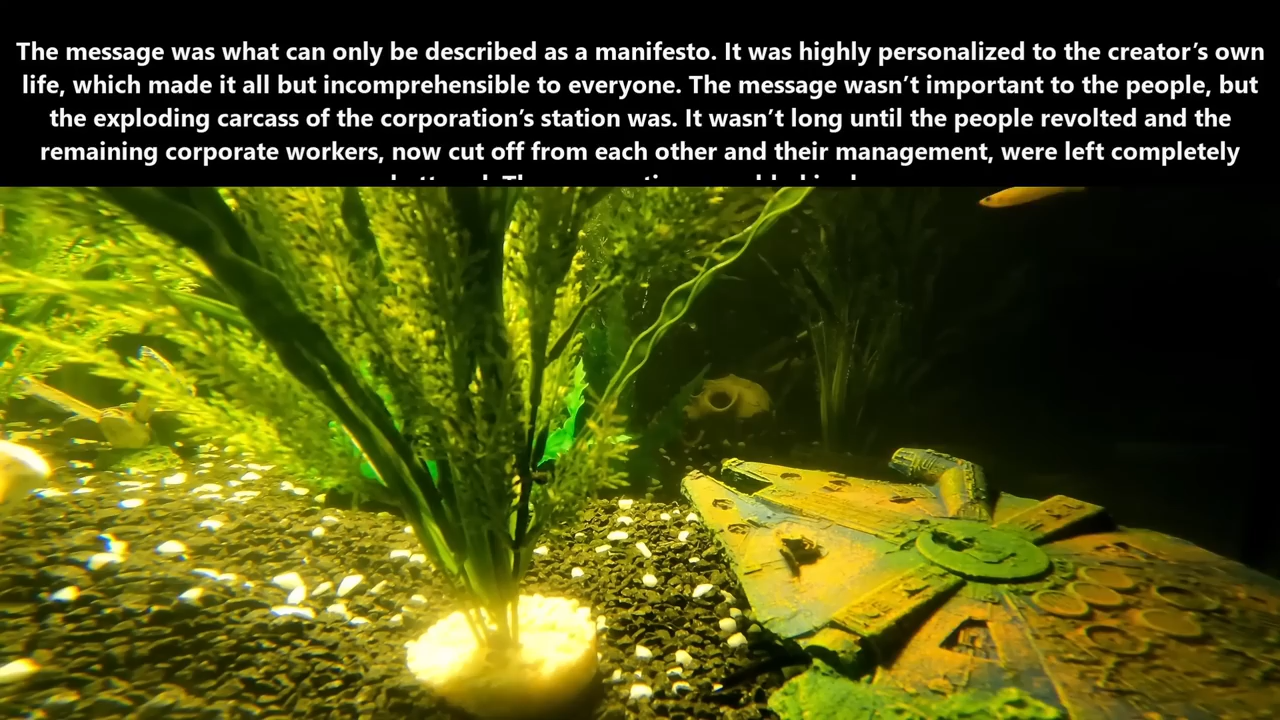 The message was what can only be described as a manifesto. It was highly personalized to the creator’s own
life, which made it all but incomprehensible to everyone. The message wasn’t important to the people, but
the exploding carcass of the corporation’s station was. It wasn’t long until the people revolted and the
remaining corporate workers, now cut off from each other and their management, were left completely